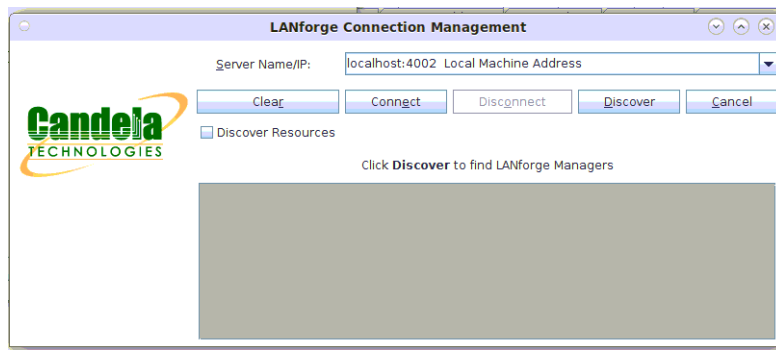 LANforge Connection Management
Server Name/IP: localhost:4002 Local Machine Address
Clear Connect Disconnect Discover Cancel
Candela
TECHNOLOGIES
Discover Resources
Click Discover to find LANforge Managers